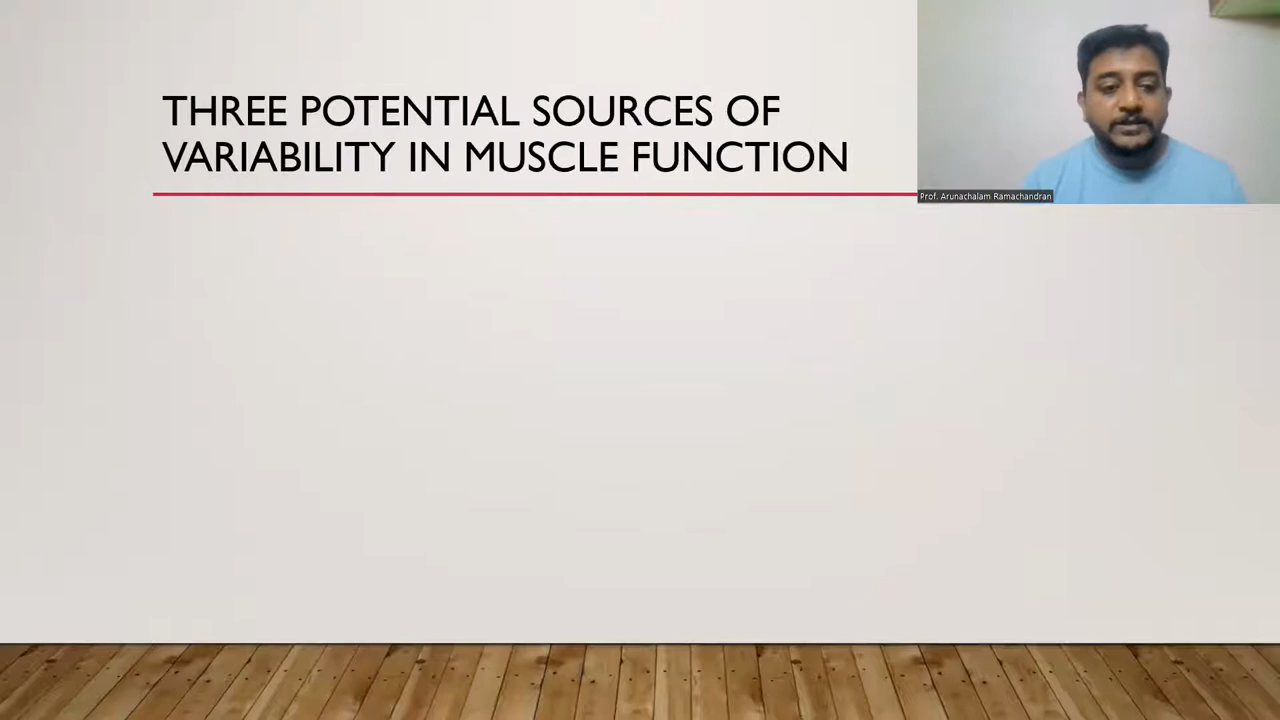 THREE POTENTIAL SOURCES OF
VARIABILITY IN MUSCLE FUNCTION
Prof. Arunachalam Ramachandran